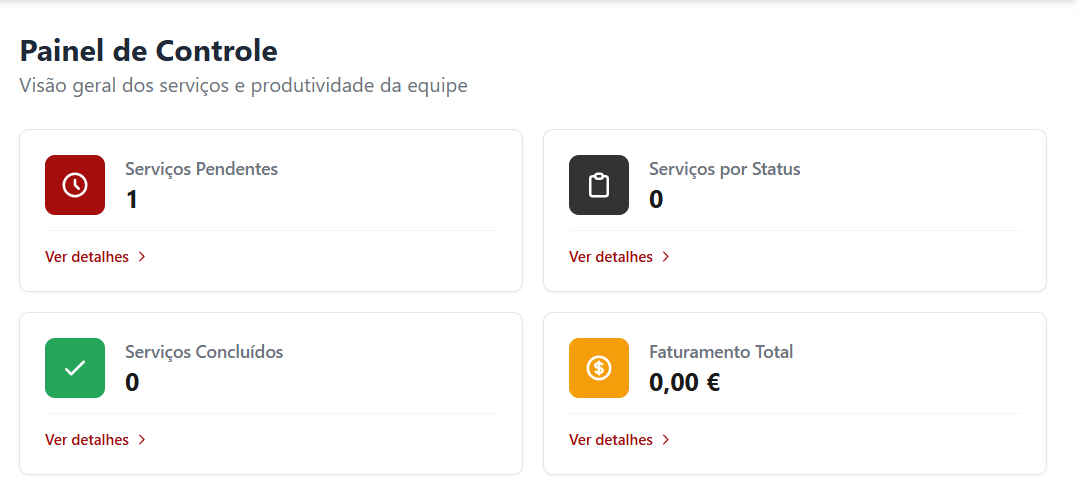 Painel de Controle
Visão geral dos serviços e produtividade da equipe
Serviços Pendentes
1
Ver detalhes
Serviços por Status
0
Ver detalhes
Serviços Concluídos
0
Ver detalhes
Faturamento Total
0,00 €
Ver detalhes